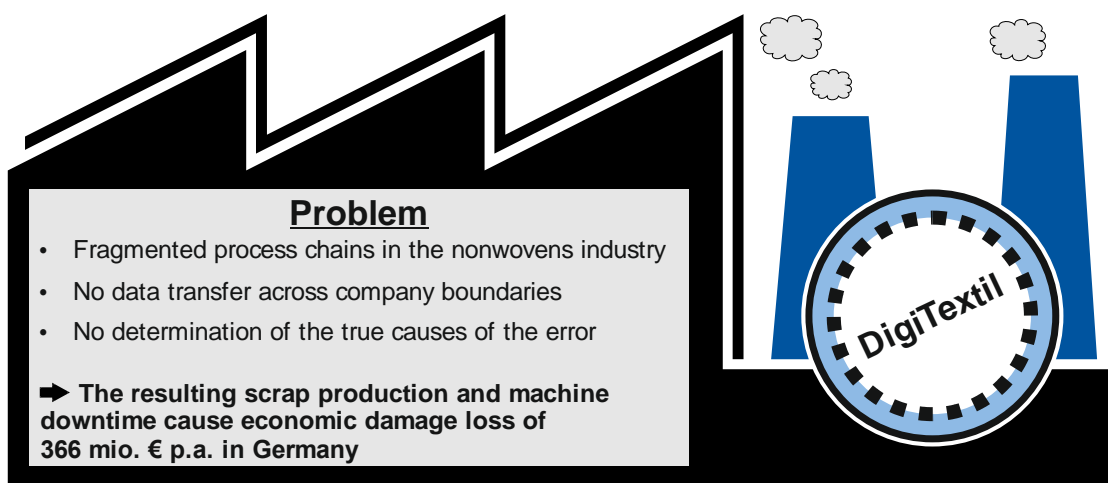 Problem
• Fragmented process chains in the nonwovens industry
• No data transfer across company boundaries
• No determination of the true causes of the error
🠮 The resulting scrap production and machine
downtime cause economic damage loss of
366 mio. € p.a. in Germany
DigiTextil